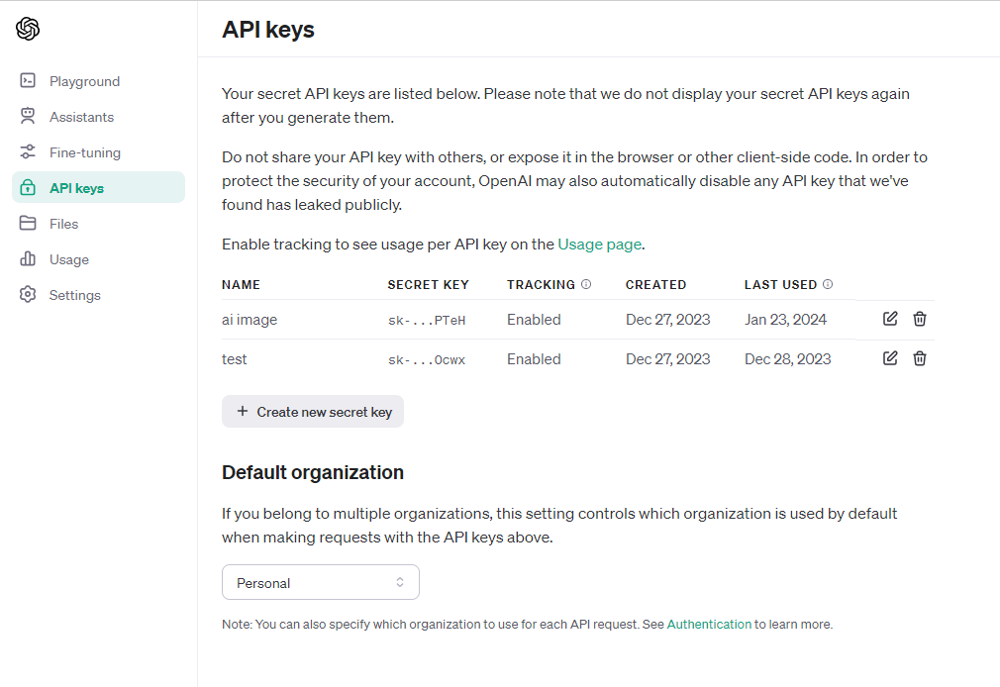 API keys
Playground
Assistants
Fine-tuning
API keys
Files
Usage
Settings
Your secret API keys are listed below. Please note that we do not display your secret API keys again
after you generate them.
Do not share your API key with others, or expose it in the browser or other client-side code. In order to
protect the security of your account, OpenAI may also automatically disable any API key that we've
found has leaked publicly.
Enable tracking to see usage per API key on the Usage page.
NAME SECRET KEY TRACKING CREATED LAST USED
ai image sk-...PTeH Enabled Dec 27, 2023 Jan 23, 2024
test sk-...Ocwx Enabled Dec 27, 2023 Dec 28, 2023
+ Create new secret key
Default organization
If you belong to multiple organizations, this setting controls which organization is used by default
when making requests with the API keys above.
Personal
Note: You can also specify which organization to use for each API request. See Authentication to learn more.